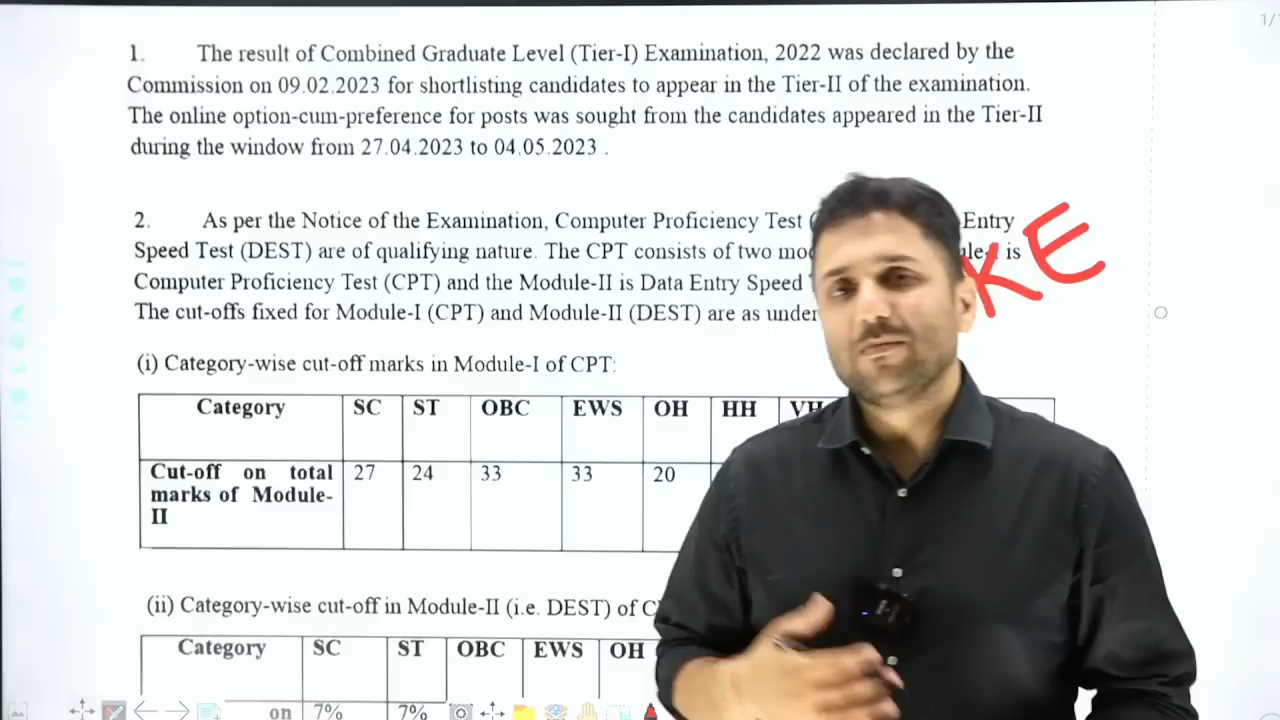 1/
1. The result of Combined Graduate Level (Tier-I) Examination, 2022 was declared by the
Commission on 09.02.2023 for shortlisting candidates to appear in the Tier-II of the examination.
The online option-cum-preference for posts was sought from the candidates appeared in the Tier-II
during the window from 27.04.2023 to 04.05.2023 .
2. As per the Notice of the Examination, Computer Proficiency Test ( Entry
Speed Test (DEST) are of qualifying nature. The CPT consists of two is
KE
Computer Proficiency Test (CPT) and the Module-II is Data Entry Speed
The cut-offs fixed for Module-I (CPT) and Module-II (DEST) are as under
(i) Category-wise cut-off marks in Module-I of CPT:
Category SC ST OBC EWS OH HH VH
Cut-off on total 27 24 33 33 20
marks of Module-
II
(ii) Category-wise cut-off in Module-II (i.e. DEST) of
Category SC ST OBC EWS OH
on 7% 7%